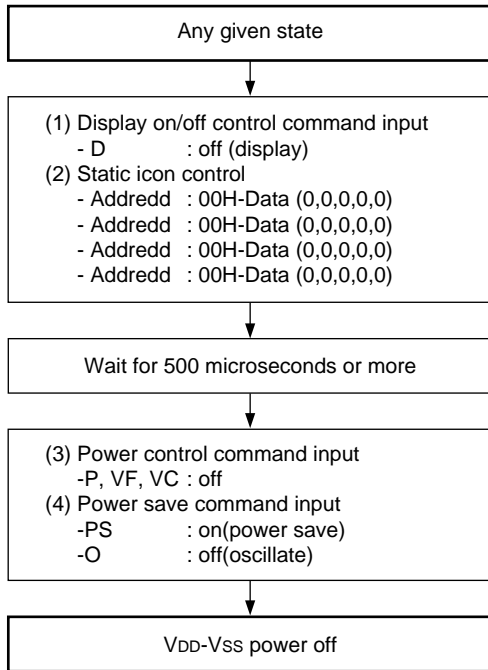 Any given state
(1) Display on/off control command input
- D : off (display)
(2) Static icon control
- Addredd : 00H-Data (0,0,0,0,0)
- Addredd : 00H-Data (0,0,0,0,0)
- Addredd : 00H-Data (0,0,0,0,0)
- Addredd : 00H-Data (0,0,0,0,0)
Wait for 500 microseconds or more
(3) Power control command input
-P, VF, VC : off
(4) Power save command input
-PS : on(power save)
-O : off(oscillate)
VDD-VSS power off